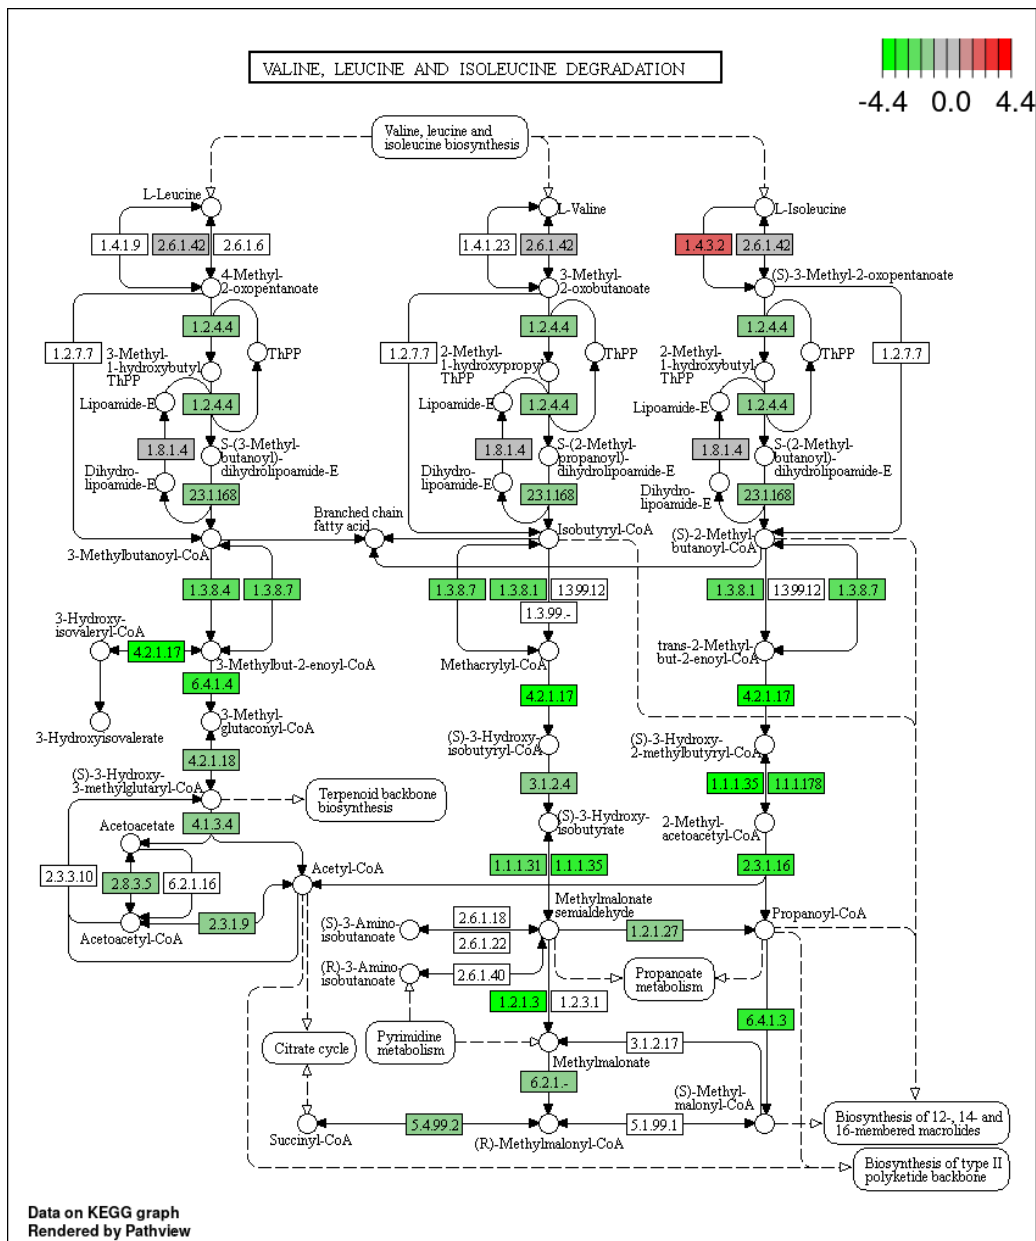 VALINE, LEUCINE AND ISOLEUCINE DEGRADATION
-4.4 0.0 4.4
Valine, leucine and
isoleucine biosynthesis
L-Leucine
L-Valine
L-Isoleucine
1.4.1.9
2.6.1.42
2.6.1.6
1.4.1.23
2.6.1.42
1.4.3.2
2.6.1.42
4-Methyl-
2-oxopentanoate
3-Methyl-
2-oxobutanoate
(S)-3-Methyl-2-oxopentanoate
1.2.4.4
1.2.4.4
1.2.4.4
1.2.7.7
3-Methyl-
1-hydroxybutyl
ThPP
ThPP
1.2.7.7
2-Methyl-
1-hydroxypropyl
ThPP
ThPP
2-Methyl-
1-hydroxybutyl
ThPP
ThPP
1.2.7.7
Lipoamide-E
1.2.4.4
Lipoamide-E
1.2.4.4
Lipoamide-E
1.2.4.4
1.8.1.4
S-(3-Methyl-
butanoyl)-
dihydrolipoamide-E
1.8.1.4
S-(2-Methyl-
propanoyl)-
dihydrolipoamide-E
1.8.1.4
S-(2-Methyl-
butanoyl)-
dihydrolipoamide-E
Dihydro-
lipoamide-E
2.3.1.168
Dihydro-
lipoamide-E
2.3.1.168
Dihydro-
lipoamide-E
2.3.1.168
3-Methylbutanoyl-CoA
Branched chain
fatty acid
Isobutyryl-CoA
(S)-2-Methyl-
butanoyl-CoA
1.3.8.4
1.3.8.7
1.3.8.7
1.3.8.1
1.3.99.12
1.3.99.-
1.3.8.1
1.3.99.12
1.3.8.7
3-Hydroxy-
isovaleryl-CoA
4.2.1.17
3-Methylbut-2-enoyl-CoA
Methacrylyl-CoA
trans-2-Methyl-
but-2-enoyl-CoA
6.4.1.4
4.2.1.17
4.2.1.17
3-Hydroxyisovalerate
3-Methyl-
glutaconyl-CoA
(S)-3-Hydroxy-
isobutyryl-CoA
(S)-3-Hydroxy-
2-methylbutyryl-CoA
4.2.1.18
3.1.2.4
1.1.1.35
1.1.1.178
(S)-3-Hydroxy-
3-methylglutaryl-CoA
Terpenoid backbone
biosynthesis
(S)-3-Hydroxy-
isobutyrate
2-Methyl-
acetoacetyl-CoA
4.1.3.4
Acetoacetate
2.3.3.10
2.8.3.5
6.2.1.16
Acetyl-CoA
1.1.1.31
1.1.1.35
2.3.1.16
Acetoacetyl-CoA
2.3.1.9
Methylmalonate
semialdehyde
Propanoyl-CoA
(S)-3-Amino-
isobutanoate
2.6.1.18
2.6.1.22
1.2.1.27
(R)-3-Amino-
isobutanoate
2.6.1.40
Propanoate
metabolism
1.2.1.3
1.2.3.1
6.4.1.3
Citrate cycle
Pyrimidine
metabolism
Methylmalonate
3.1.2.17
6.2.1.-
(S)-Methyl-
malonyl-CoA
Succinyl-CoA
5.4.99.2
(R)-Methylmalonyl-CoA
5.1.99.1
Biosynthesis of 12-, 14- and
16-membered macrolides
Biosynthesis of type II
polyketide backbone
Data on KEGG graph
Rendered by Pathview